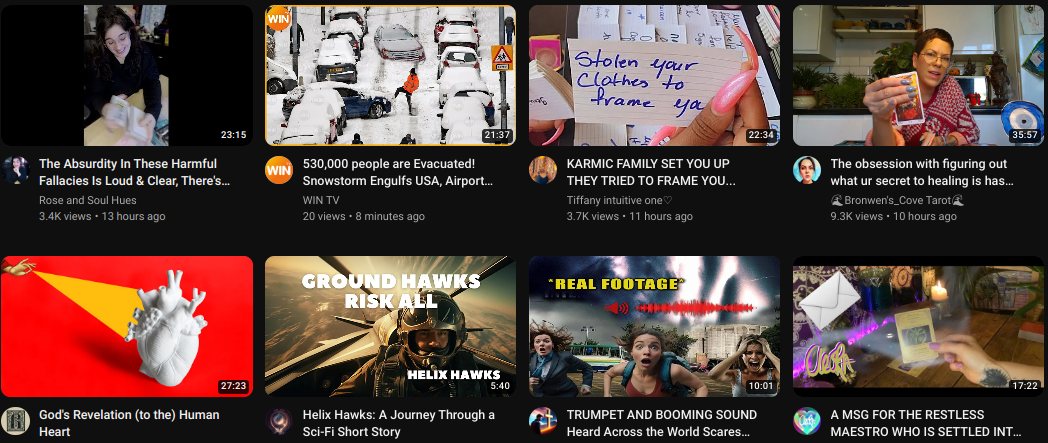 23:15
WIN
21:37
Stolen your
Clothes to
frame ya
22:34
35:57
The Absurdity In These Harmful
Fallacies Is Loud & Clear, There's...
Rose and Soul Hues
3.4K views • 13 hours ago
WIN
530,000 people are Evacuated!
Snowstorm Engulfs USA, Airport...
WIN TV
20 views • 8 minutes ago
KARMIC FAMILY SET YOU UP
THEY TRIED TO FRAME YOU...
Tiffany intuitive one♡
3.7K views • 11 hours ago
The obsession with figuring out
what ur secret to healing is has...
🌊Bronwen's_Cove Tarot🌊
9.3K views • 10 hours ago
27:23
GROUND HAWKS
RISK ALL
HELIX HAWKS
5:40
*REAL FOOTAGE*
10:01
17:22
God's Revelation (to the) Human
Heart
Helix Hawks: A Journey Through a
Sci-Fi Short Story
TRUMPET AND BOOMING SOUND
Heard Across the World Scares...
A MSG FOR THE RESTLESS
MAESTRO WHO IS SETTLED INT...